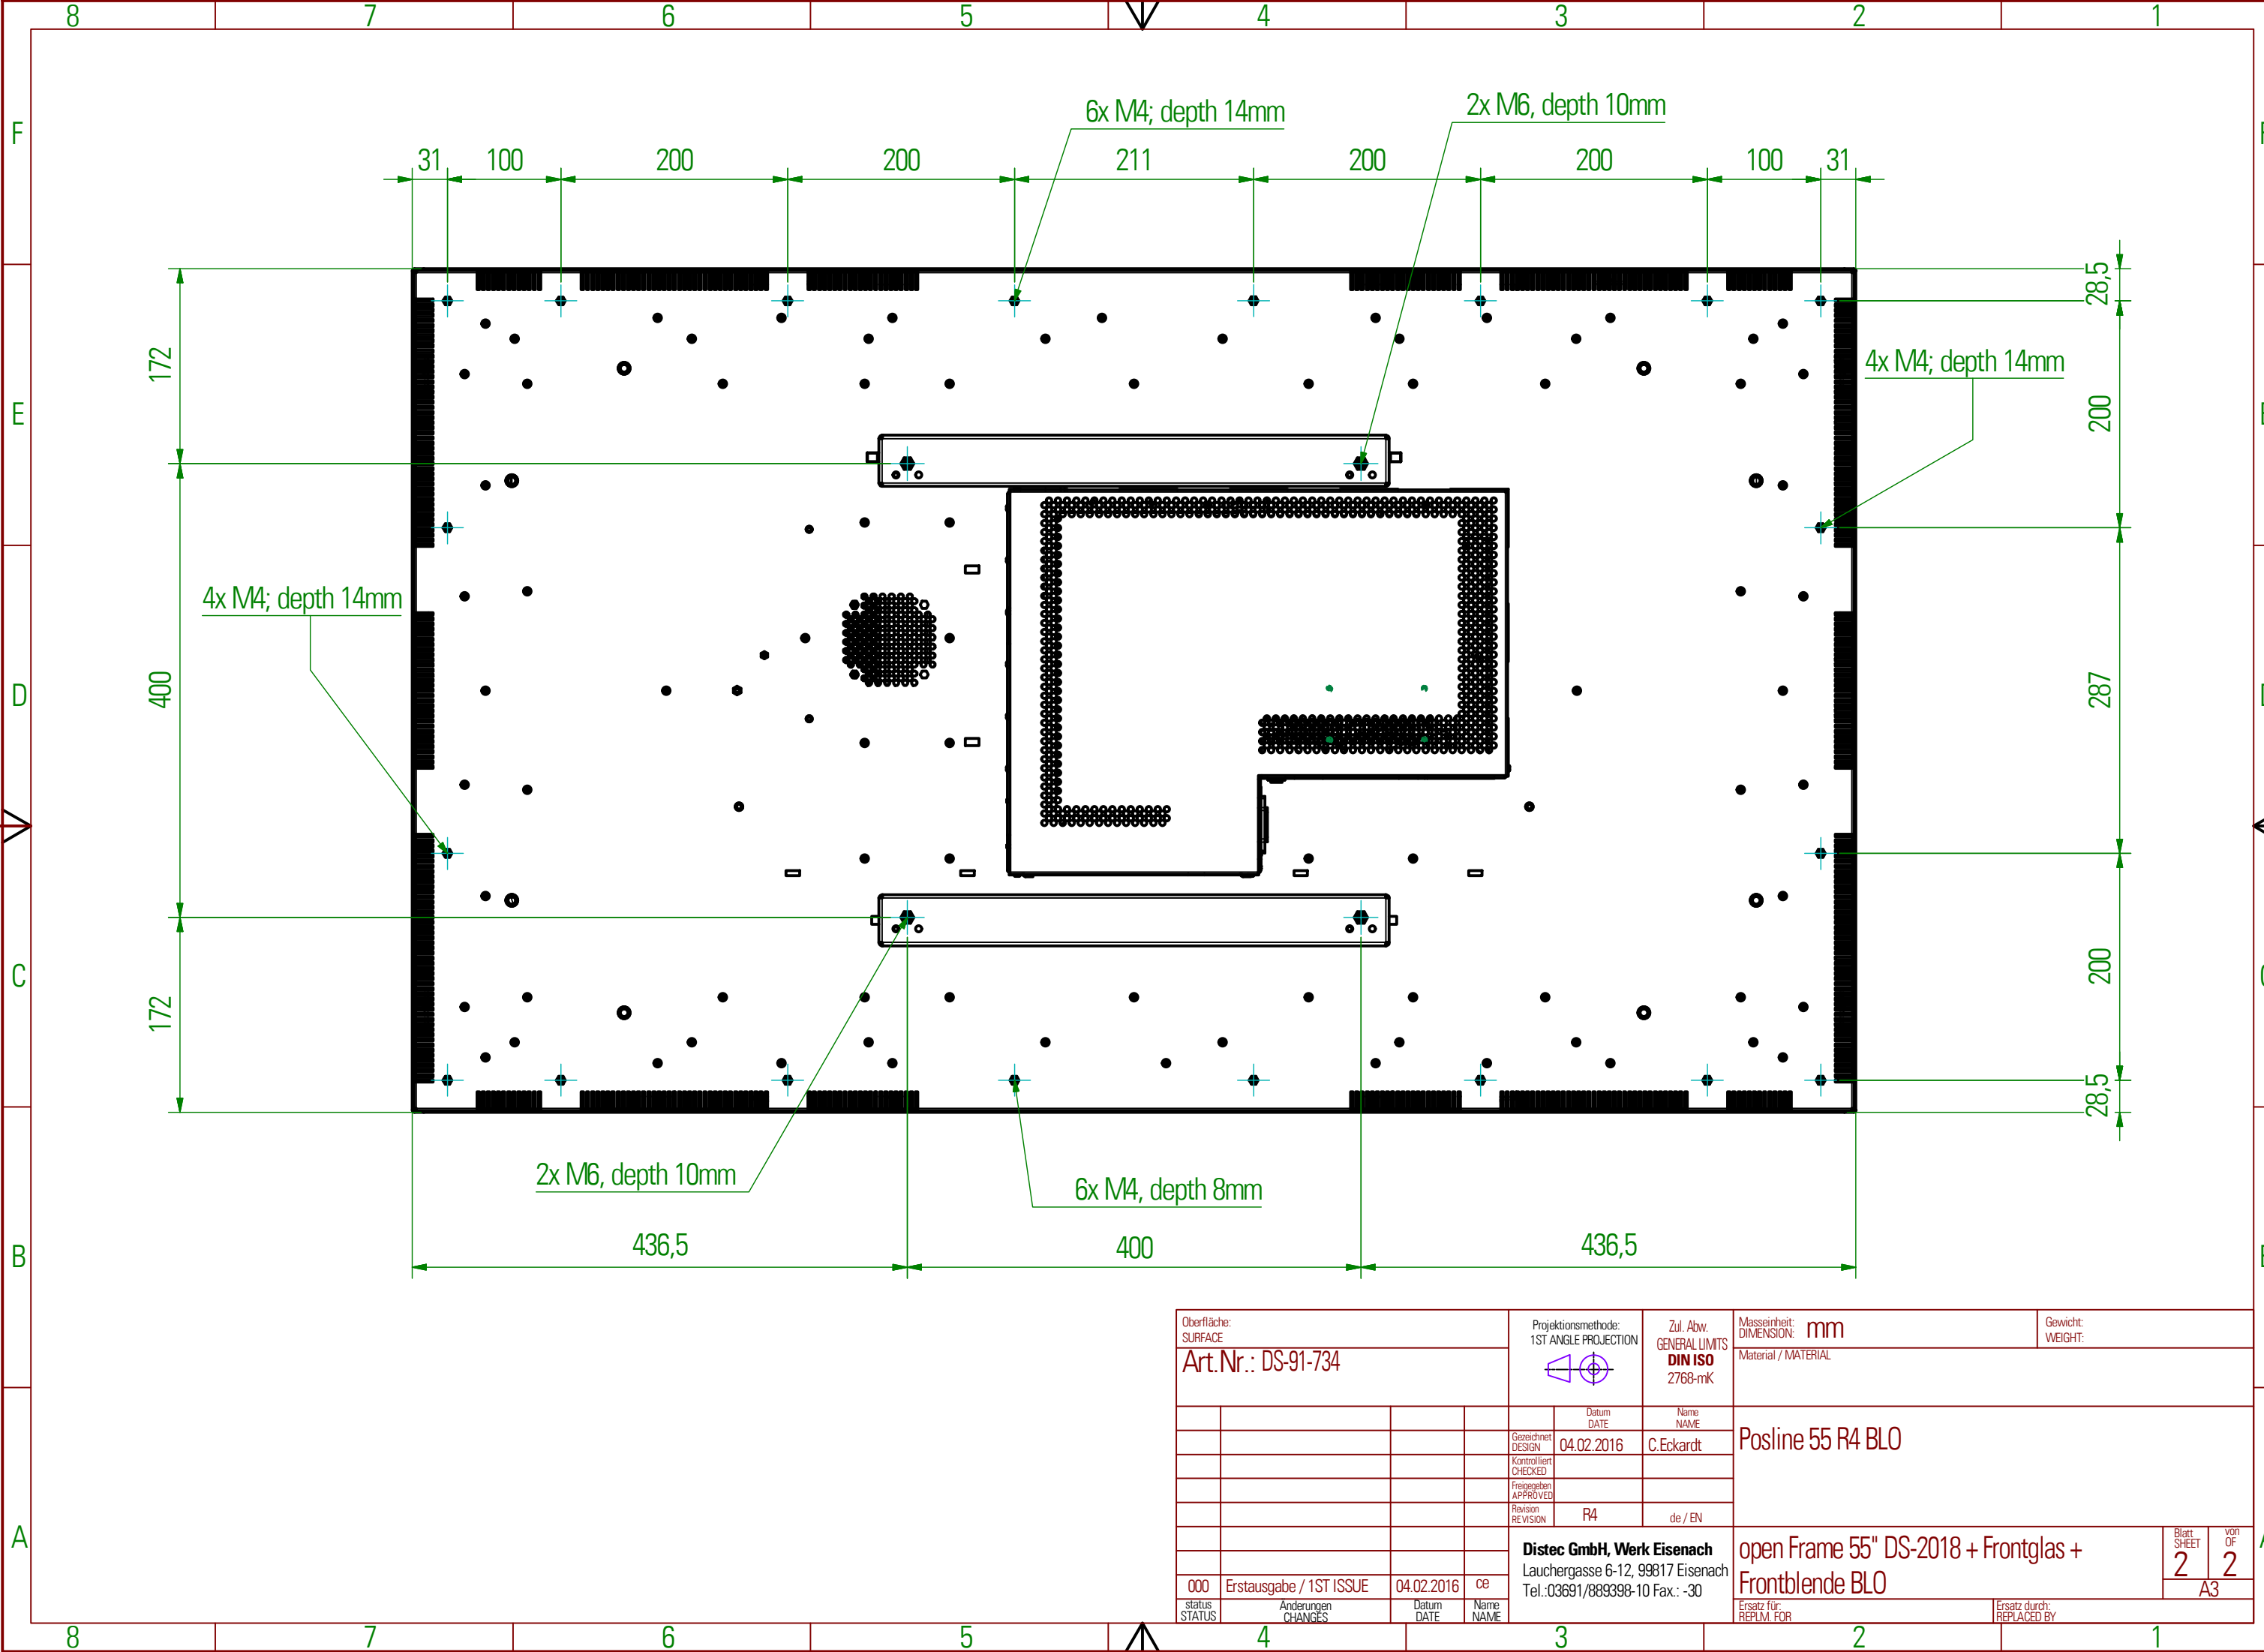 8 7 6 5 4 3 2 1
F
6x M4; depth 14mm
2x M6, depth 10mm
31 100 200 200 211 200 200 100 31
28,5
172
4x M4; depth 14mm
E
200
4x M4; depth 14mm
D
400
287
C
200
172
28,5
2x M6, depth 10mm
6x M4, depth 8mm
B
436,5 400 436,5
Oberfläche:
SURFACE
Art.Nr.: DS-91-734
Projektionsmethode:
1ST ANGLE PROJECTION
Zul. Abw.
GENERAL LIMITS
DIN ISO
2768-mK
Masseinheit:
DIMENSION: mm
Gewicht:
WEIGHT:
Material / MATERIAL
Datum
DATE
Name
NAME
Gezeichnet
DESIGN 04.02.2016 C.Eckardt
Kontrolliert
CHECKED
Freigegeben
APPROVED
Revision
REVISION R4 de / EN
Posline 55 R4 BLO
A
Distec GmbH, Werk Eisenach
Lauchergasse 6-12, 99817 Eisenach
Tel.:03691/889398-10 Fax.: -30
open Frame 55" DS-2018 + Frontglas +
Frontblende BLO
Blatt
SHEET
2
von
OF
2
A3
000 Erstausgabe / 1ST ISSUE 04.02.2016 ce
status
STATUS
Änderungen
CHANGES
Datum
DATE
Name
NAME
Ersatz für:
REPLM. FOR
Ersatz durch:
REPLACED BY
8 7 6 5 4 3 2 1